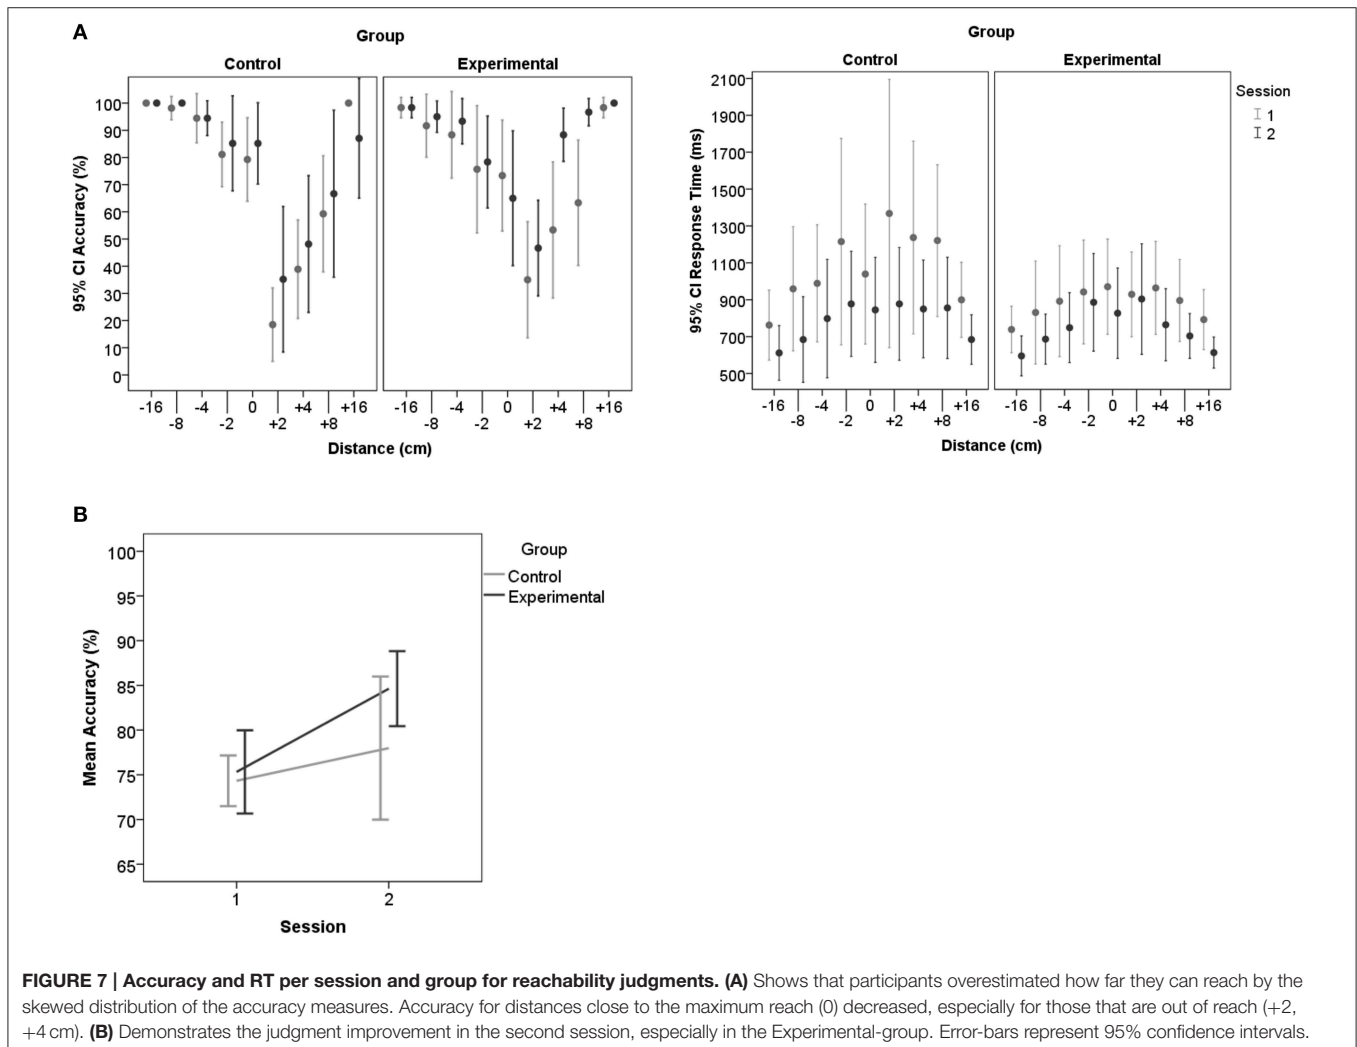 A
Group
Control
Experimental
95% CI Accuracy (%)
100
90
80
70
60
50
40
30
20
10
0
-16 -4 0 +4 +16
-8 -2 +2 +8
-16 -4 0 +4 +16
-8 -2 +2 +8
Distance (cm)
Group
Control
Experimental
95% CI Response Time (ms)
2100
1900
1700
1500
1300
1100
900
700
500
-16 -4 0 +4 +16
-8 -2 +2 +8
-16 -4 0 +4 +16
-8 -2 +2 +8
Distance (cm)
Session
1
2
B
Mean Accuracy (%)
100
95
90
85
80
75
70
65
1 2
Session
Group
Control
Experimental
FIGURE 7 | Accuracy and RT per session and group for reachability judgments. (A) Shows that participants overestimated how far they can reach by the
skewed distribution of the accuracy measures. Accuracy for distances close to the maximum reach (0) decreased, especially for those that are out of reach (+2,
+4 cm). (B) Demonstrates the judgment improvement in the second session, especially in the Experimental-group. Error-bars represent 95% confidence intervals.